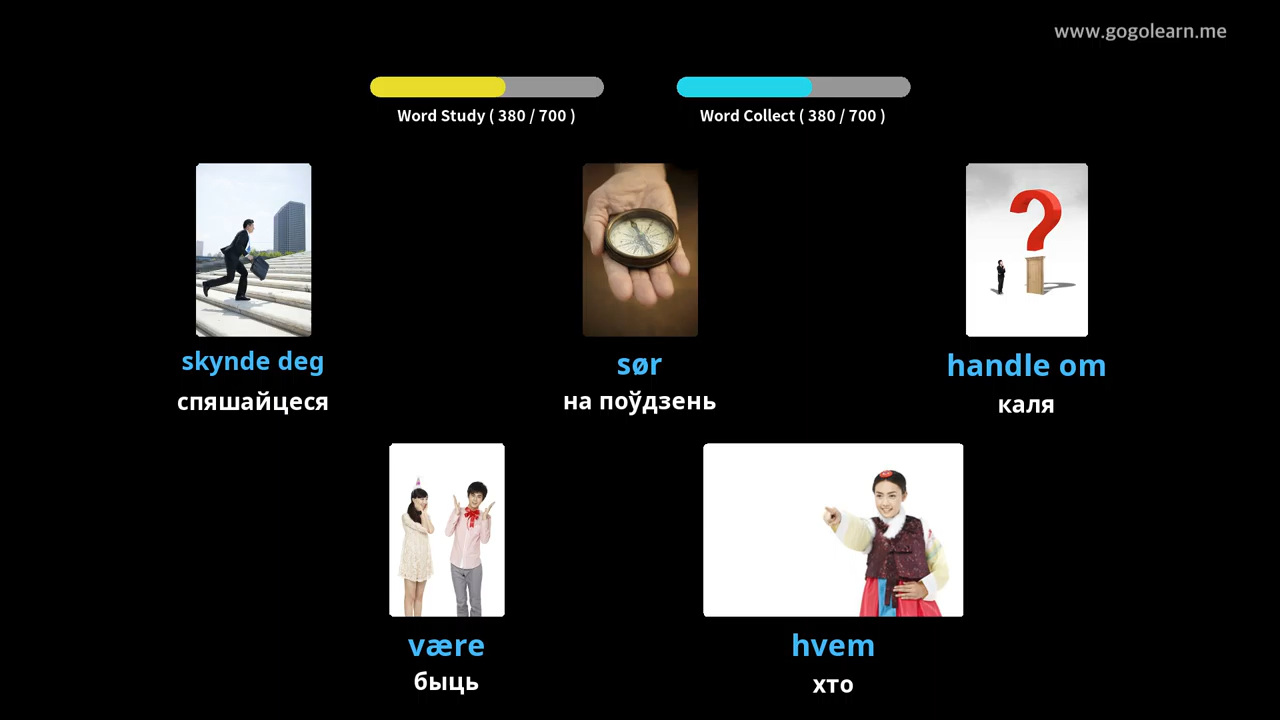 www.gogolearn.me
Word Study ( 380 / 700 )
Word Collect ( 380 / 700 )
skynde deg
спяшайцеся
sør
на поўдзень
handle om
каля
være
быць
hvem
хто